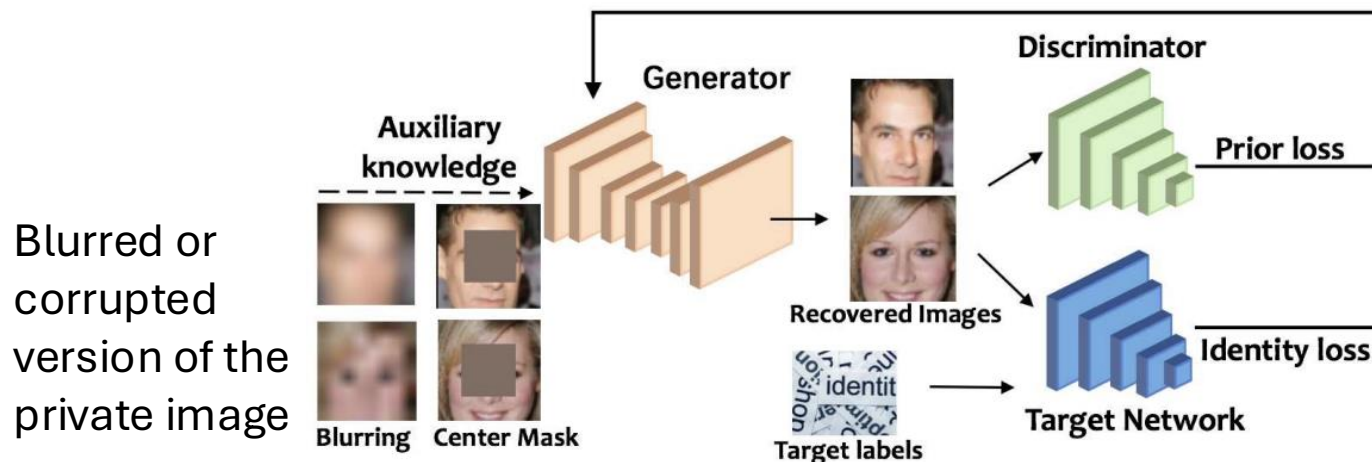 Blurred or
corrupted
version of the
private image
Auxiliary
knowledge
Blurring
Center Mask
Generator
Recovered Images
identit
Target labels
Discriminator
Prior loss
Identity loss
Target Network